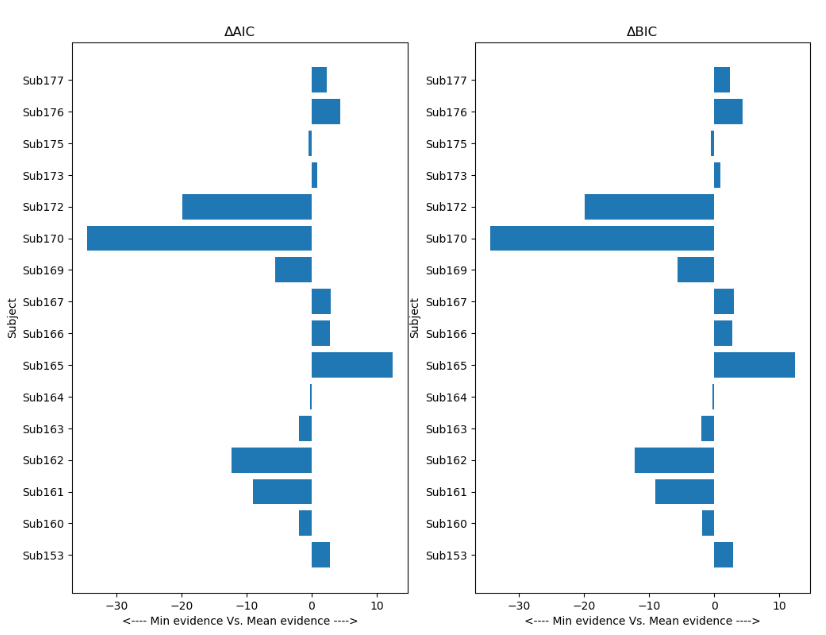 ΔAIC
Subject
Sub177
Sub176
Sub175
Sub173
Sub172
Sub170
Sub169
Sub167
Sub166
Sub165
Sub164
Sub163
Sub162
Sub161
Sub160
Sub153
−30 −20 −10 0 10
<---- Min evidence Vs. Mean evidence ---->
ΔBIC
Subject
Sub177
Sub176
Sub175
Sub173
Sub172
Sub170
Sub169
Sub167
Sub166
Sub165
Sub164
Sub163
Sub162
Sub161
Sub160
Sub153
−30 −20 −10 0 10
<---- Min evidence Vs. Mean evidence ---->